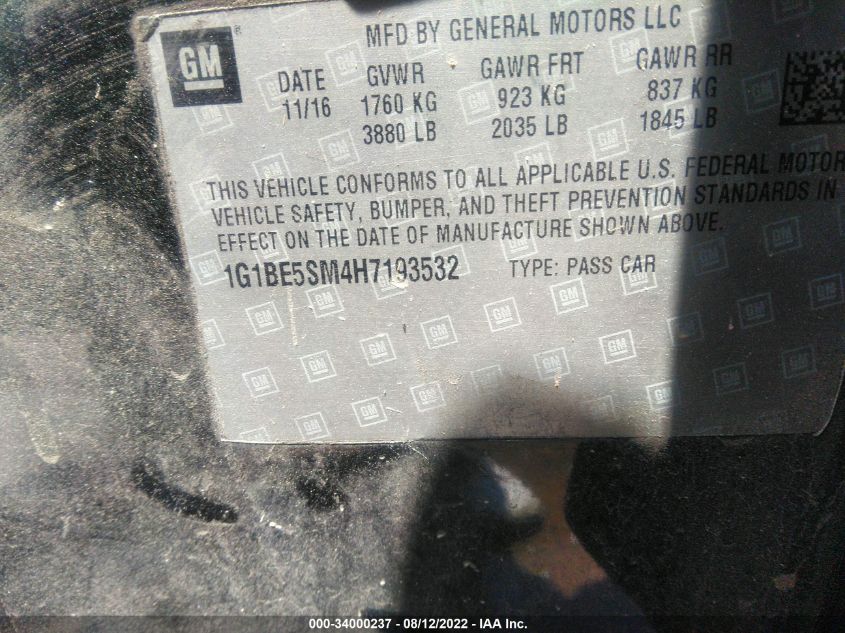 GM
MFD BY GENERAL MOTORS LLC
DATE GVWR GAWR FRT GAWR RR
11/16 1760 KG 923 KG 837 KG
3880 LB 2035 LB 1845 LB
THIS VEHICLE CONFORMS TO ALL APPLICABLE U.S. FEDERAL MOTOR
VEHICLE SAFETY, BUMPER, AND THEFT PREVENTION STANDARDS IN
EFFECT ON THE DATE OF MANUFACTURE SHOWN ABOVE.
1G1BE5SM4H7193532 TYPE: PASS CAR
000-34000237 - 08/12/2022 - IAA Inc.